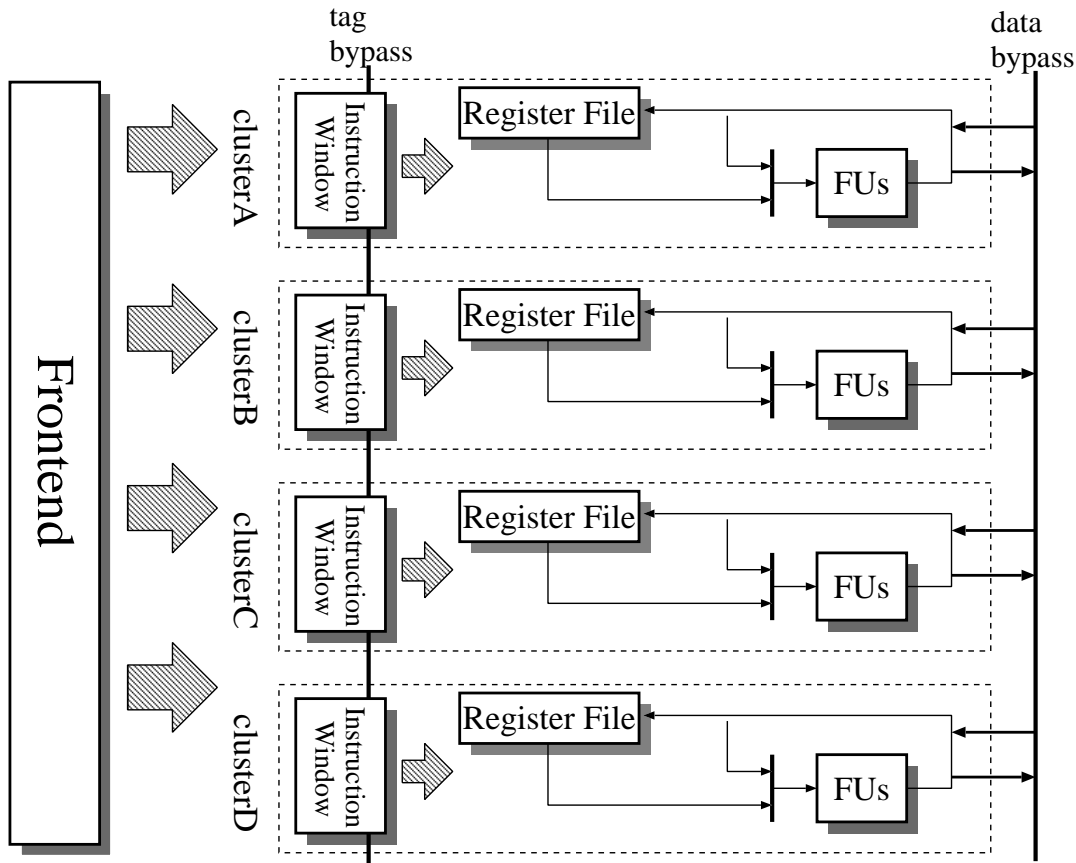 tag
bypass
data
bypass
Frontend
clusterA
Instruction
Window
Register File
FUs
clusterB
Instruction
Window
Register File
FUs
clusterC
Instruction
Window
Register File
FUs
clusterD
Instruction
Window
Register File
FUs